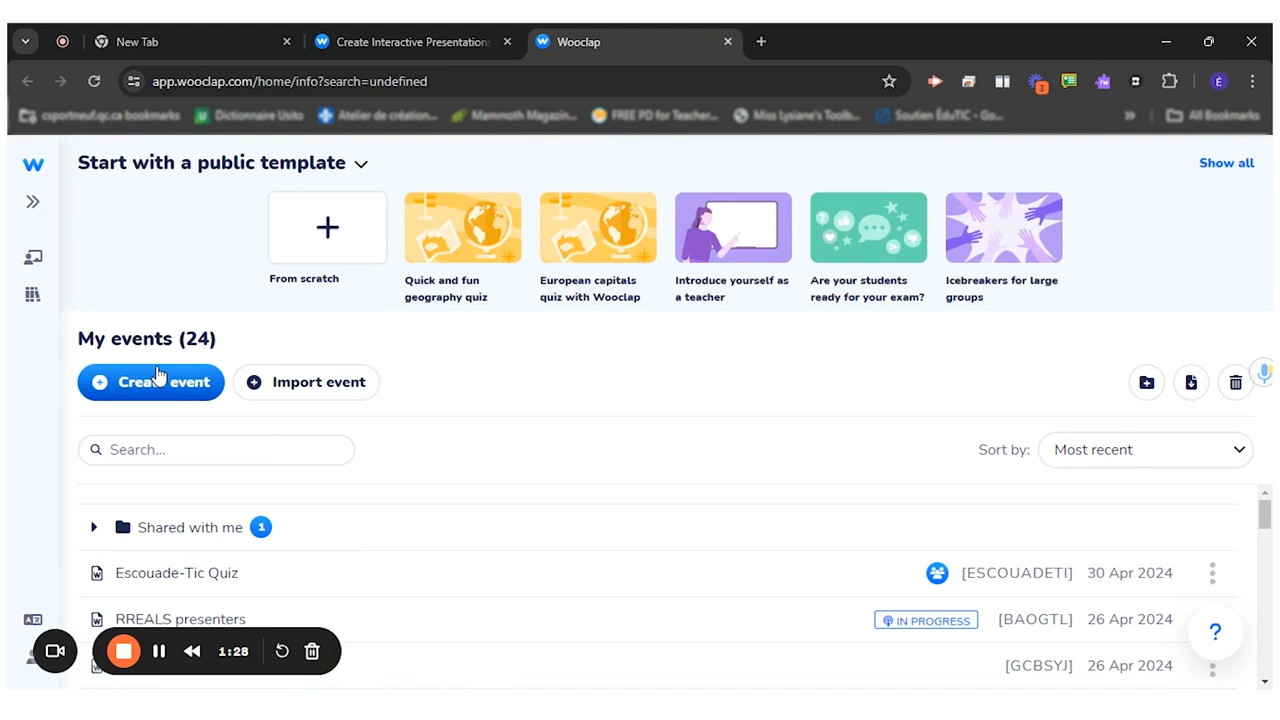 New Tab
Create Interactive Presentations
Wooclap
app.wooclap.com/home/info?search=undefined
3
É
csportneuf.qc.ca bookmarks
Dictionnaire Usito
Atelier de création...
Mammoth Magazin...
FREE PD for Teacher...
Miss Lysiane's Toolb...
Soutien ÉduTIC - Go...
All Bookmarks
W
Start with a public template
Show all
From scratch
Quick and fun
geography quiz
European capitals
quiz with Wooclap
Introduce yourself as
a teacher
Are your students
ready for your exam?
Icebreakers for large
groups
My events (24)
Create event
Import event
Search...
Sort by:
Most recent
Shared with me
1
Escouade-Tic Quiz
[ESCOUADETI]
30 Apr 2024
RREALS presenters
IN PROGRESS
[BAOGTL]
26 Apr 2024
[GCBSYJ]
26 Apr 2024
1:28
?